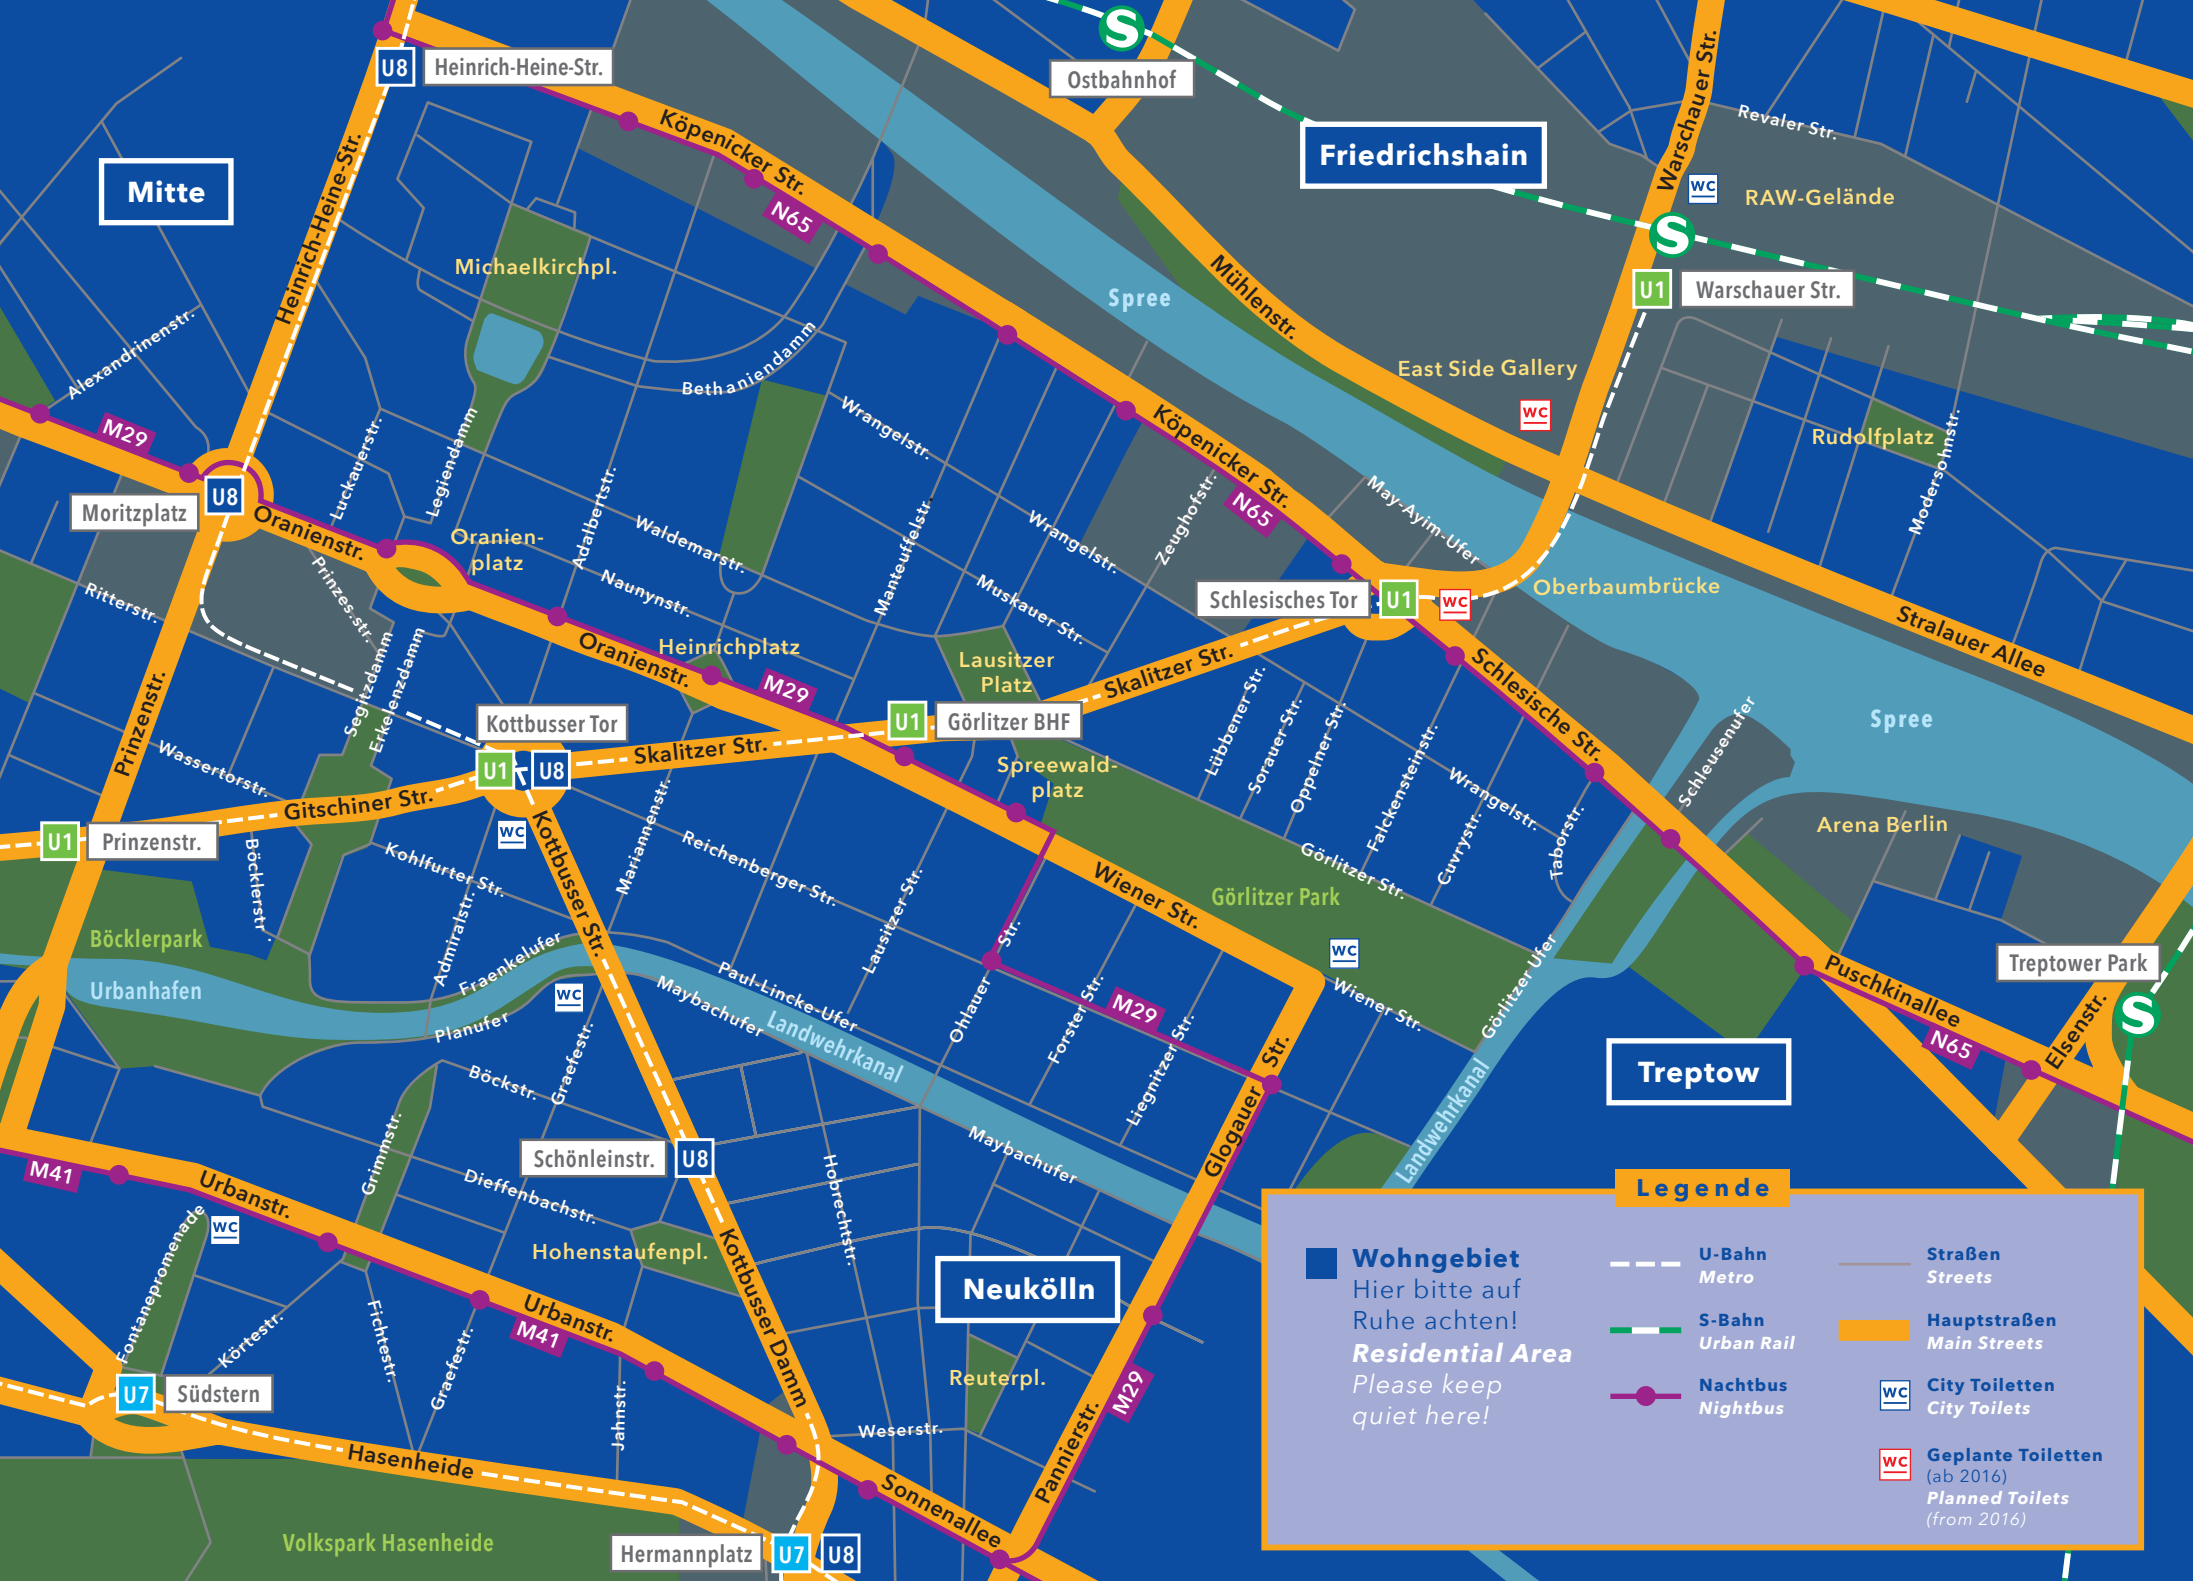 S
Ostbahnhof
U8
Heinrich-Heine-Str.
Köpenicker Str.
N65
Friedrichshain
Warschauer Str.
Revaler Str.
WC
RAW-Gelände
S
U1
Warschauer Str.
Mitte
Heinrich-Heine-Str.
Michaelkirchpl.
Spree
Mühlenstr.
East Side Gallery
WC
Rudolfplatz
Modersohnstr.
Alexandrinenstr.
Bethaniendamm
M29
Moritzplatz
U8
Luckauerstr.
Legiendamm
Oranienstr.
Oranien-
platz
Adalbertstr.
Waldemarstr.
Naunynstr.
Wrangelstr.
Manteuffelstr.
Wrangelstr.
Muskauer Str.
Köpenicker Str.
N65
Zeughofstr.
May-Ayim-Ufer
Schlesisches Tor
U1
WC
Oberbaumbrücke
Stralauer Allee
Ritterstr.
Prinzes.str.
Segitzdamm
Erkelenzdamm
Prinzenstr.
Oranienstr.
Heinrichplatz
M29
Lausitzer
Platz
Skalitzer Str.
Schlesische Str.
Spree
Schleusenufer
Kottbusser Tor
U1
U8
Skalitzer Str.
U1
Görlitzer BHF
Spreewald-
platz
Lübbener Str.
Sorauer Str.
Oppelner Str.
Falckensteinstr.
Wrangelstr.
Cuvrystr.
Taborstr.
Görlitzer Str.
Arena Berlin
Wassertorstr.
Gitschiner Str.
U1
Prinzenstr.
Böcklerstr.
Kohlfurter Str.
WC
Kottbusser Str.
Mariannenstr.
Reichenberger Str.
Lausitzer Str.
Wiener Str.
Görlitzer Park
WC
Wiener Str.
Görlitzer Ufer
Böcklerpark
Urbanhafen
Admiralstr.
Fraenkelufer
Planufer
WC
Graefestr.
Böckstr.
Paul-Lincke-Ufer
Maybachufer
Landwehrkanal
Ohlauer Str.
Forster Str.
M29
Liegnitzer Str.
Glogauer Str.
Landwehrkanal
Treptow
Puschkinallee
N65
Treptower Park
S
Elsenstr.
M41
Urbanstr.
WC
Grimmstr.
Schönleinstr.
U8
Dieffenbachstr.
Hohenstaufenpl.
Kottbusser Damm
Hobrechtstr.
Maybachufer
Neukölln
Fontanepromenade
Körtestr.
Fichtestr.
Graefestr.
Urbanstr.
M41
Jahnstr.
Reuterpl.
Weserstr.
Pannierstr.
M29
U7
Südstern
Hasenheide
Volkspark Hasenheide
Hermannplatz
U7
U8
Sonnenallee
Legende
Wohngebiet
Hier bitte auf
Ruhe achten!
Residential Area
Please keep
quiet here!
U-Bahn
Metro
S-Bahn
Urban Rail
Nachtbus
Nightbus
Straßen
Streets
Hauptstraßen
Main Streets
WC
City Toiletten
City Toilets
WC
Geplante Toiletten
(ab 2016)
Planned Toilets
(from 2016)